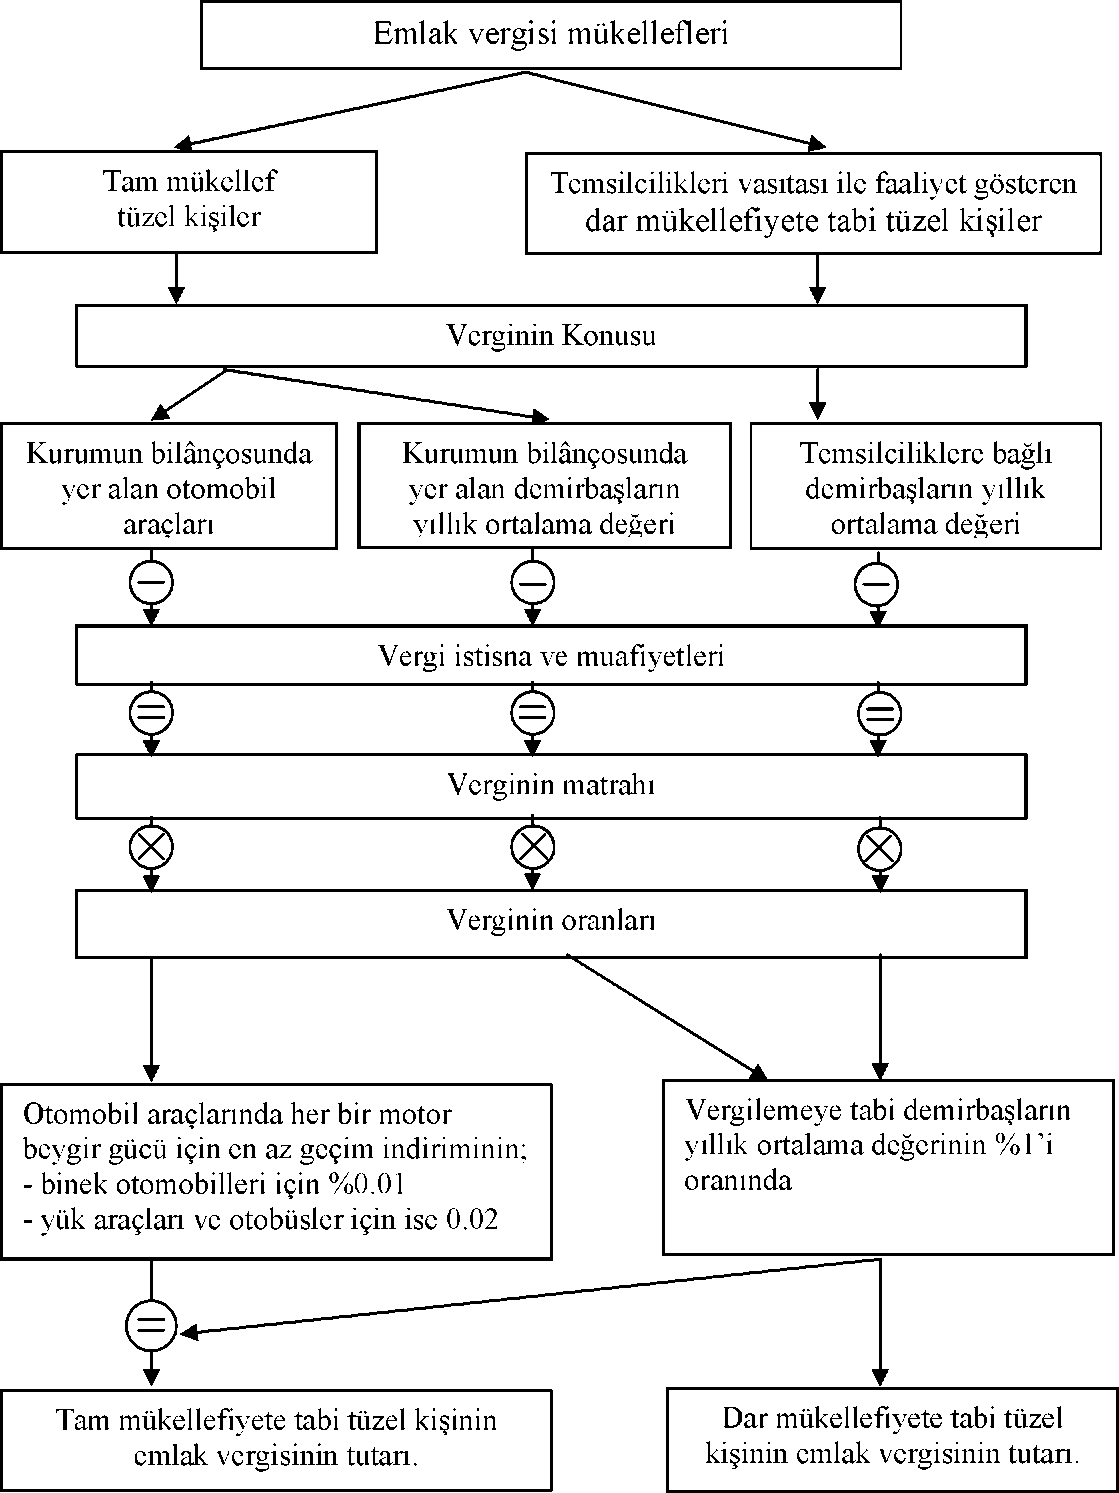 Emlak vergisi mükellefleri
Tam mükellef
tüzel kişiler
Temsilcilikleri vasıtası ile faaliyet gösteren
dar mükellefiyete tabi tüzel kişiler
Verginin Konusu
Kurumun bilânçosunda
yer alan otomobil
araçları
Kurumun bilânçosunda
yer alan demirbaşların
yıllık ortalama değeri
Temsilciliklere bağlı
demirbaşların yıllık
ortalama değeri
Vergi istisna ve muafiyetleri
Verginin matrahı
Verginin oranları
Otomobil araçlarında her bir motor
beygir gücü için en az geçim indiriminin;
- binek otomobilleri için %0.01
- yük araçları ve otobüsler için ise 0.02
Vergilemeye tabi demirbaşların
yıllık ortalama değerinin %1'i
oranında
Tam mükellefiyete tabi tüzel kişinin
emlak vergisinin tutarı.
Dar mükellefiyete tabi tüzel
kişinin emlak vergisinin tutarı.